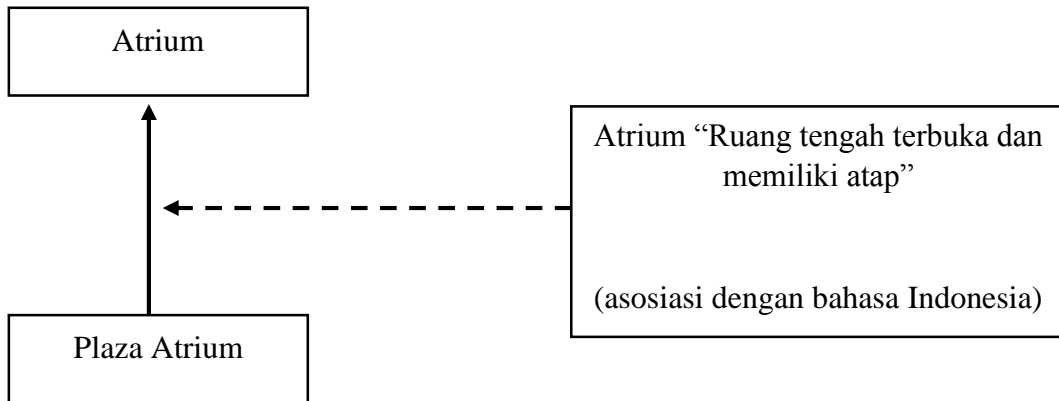 Atrium
Atrium “Ruang tengah terbuka dan
memiliki atap”
(asosiasi dengan bahasa Indonesia)
Plaza Atrium